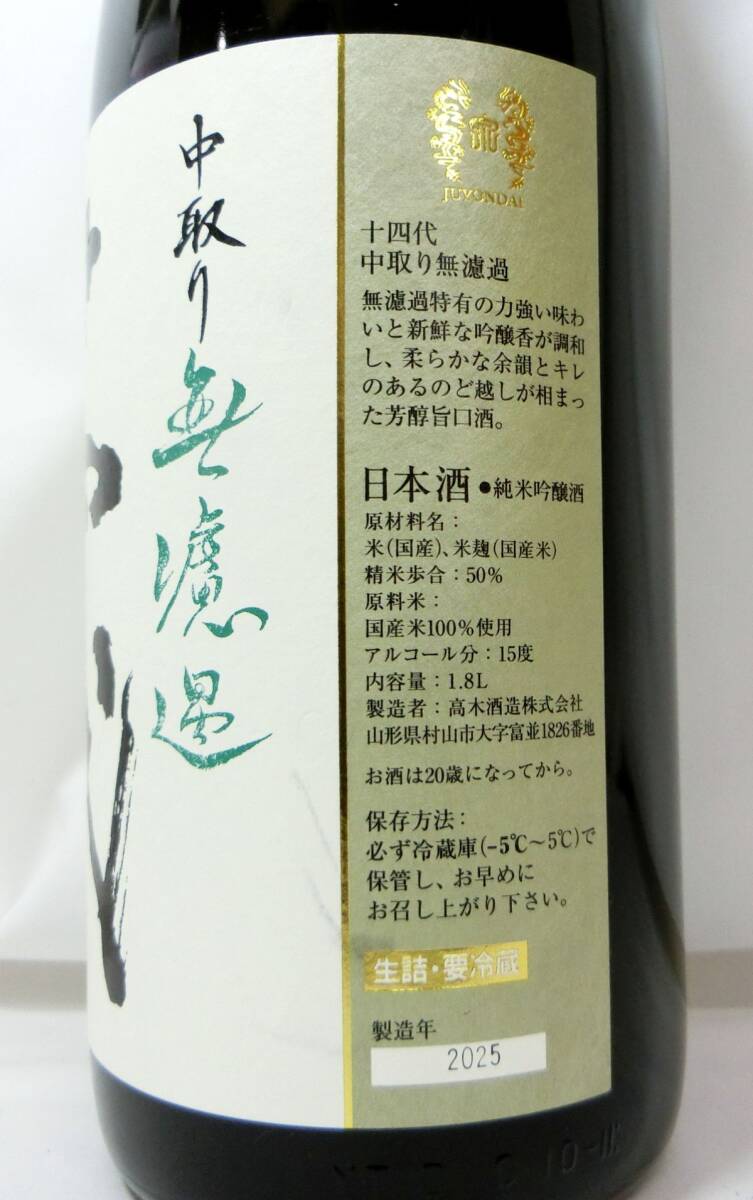 中取り無濾過
JUYONDAI
十四代
中取り無濾過
無濾過特有の力強い味わ
いと新鮮な吟醸香が調和
し、柔らかな余韻とキレ
のあるのど越しが相まっ
た芳醇旨口酒。
日本酒●純米吟醸酒
原材料名：
米(国産)、米麹(国産米)
精米歩合：50%
原料米：
国産米100%使用
アルコール分：15度
内容量：1.8L
製造者：高木酒造株式会社
山形県村山市大字富並1826番地
お酒は20歳になってから。
保存方法：
必ず冷蔵庫(-5℃〜5℃)で
保管し、お早めに
お召し上がり下さい。
生詰・要冷蔵
製造年
2025